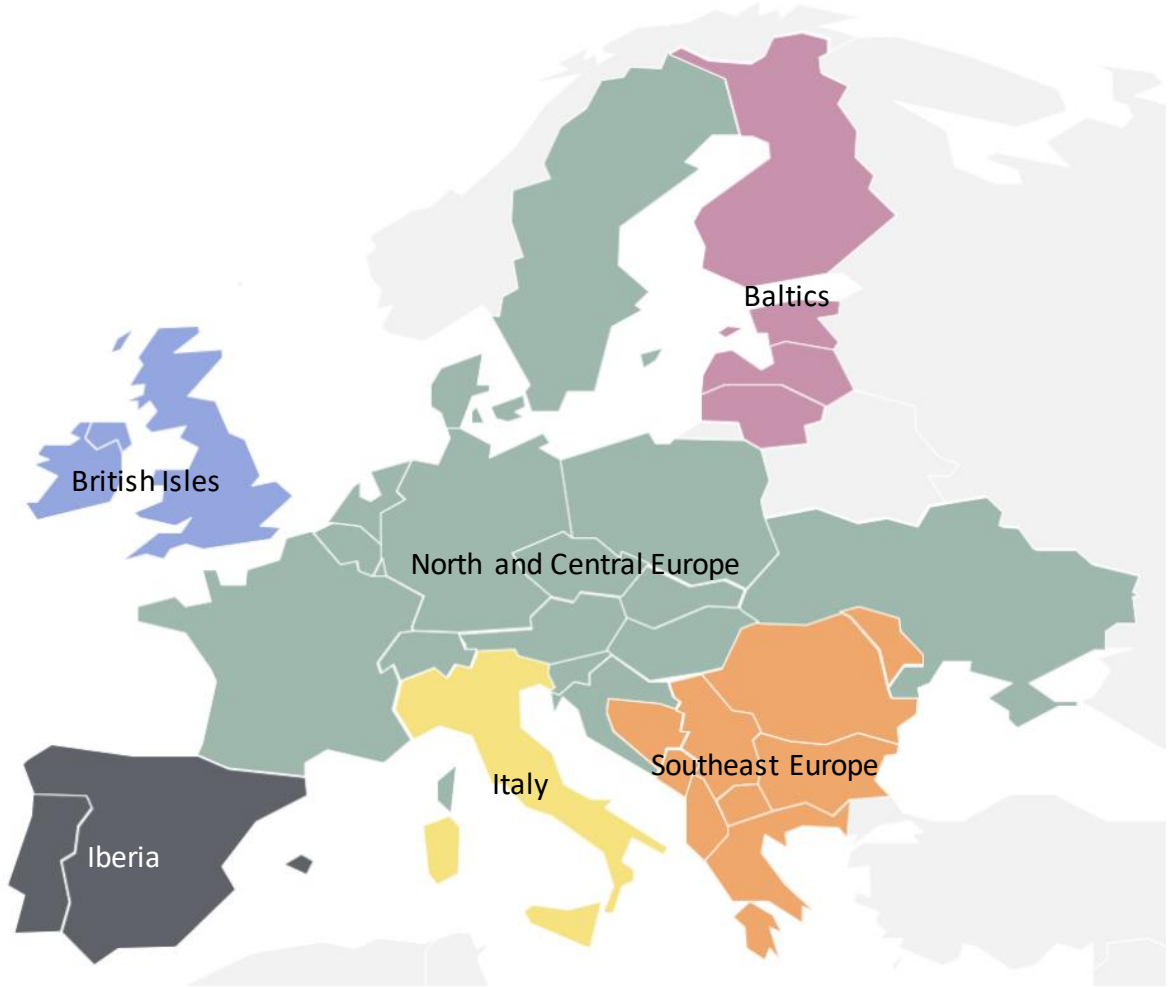 Baltics
British Isles
North and Central Europe
Southeast Europe
Italy
Iberia